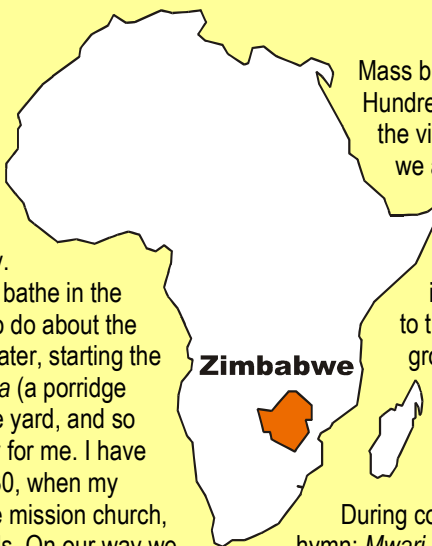 y.
bathe in the
o do about the
ater, starting the
a (a porridge
e yard, and so
y for me. I have
30, when my
e mission church,
s. On our way we
Zimbabwe
Mass b
Hundre
the vi
we a
i
to t
gro
During co
hymn: Mwari